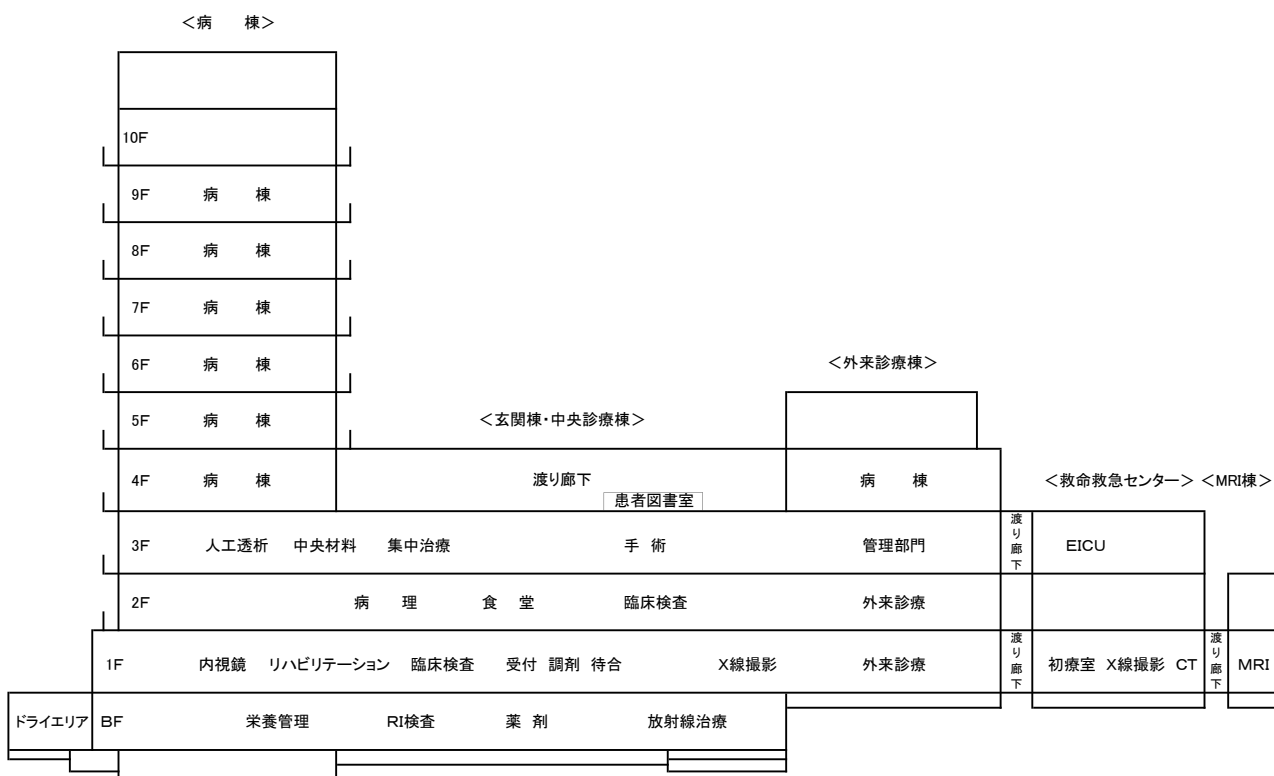 ＜病　棟＞
10F
9F　病　棟
8F　病　棟
7F　病　棟
6F　病　棟
＜外来診療棟＞
5F　病　棟
＜玄関棟・中央診療棟＞
4F　病　棟　渡り廊下　病　棟
＜救命救急センター＞ ＜MRI棟＞
患者図書室
3F　人工透析　中央材料　集中治療　手 術　管理部門　渡り廊下　EICU
2F　病　理　食　堂　臨床検査　外来診療
1F　内視鏡　リハビリテーション　臨床検査　受付 調剤 待合　X線撮影　外来診療　渡り廊下　初療室 X線撮影 CT　渡り廊下　MRI
ドライエリア　BF　栄養管理　RI検査　薬 剤　放射線治療